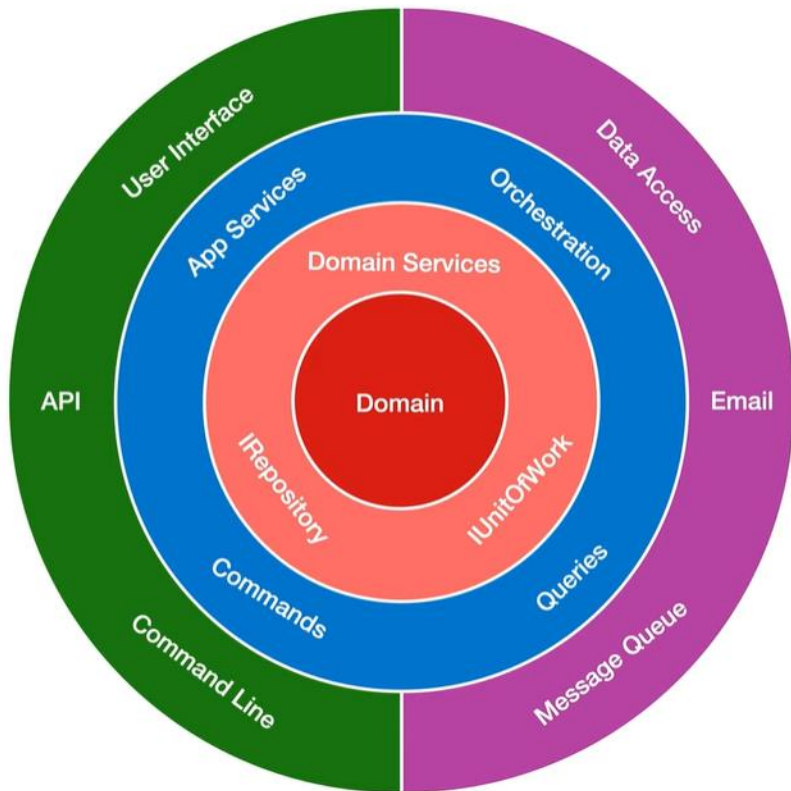 User Interface
Data Access
App Services
Orchestration
Domain Services
API
Domain
Email
IRepository
IUnitOfWork
Commands
Queries
Command Line
Message Queue